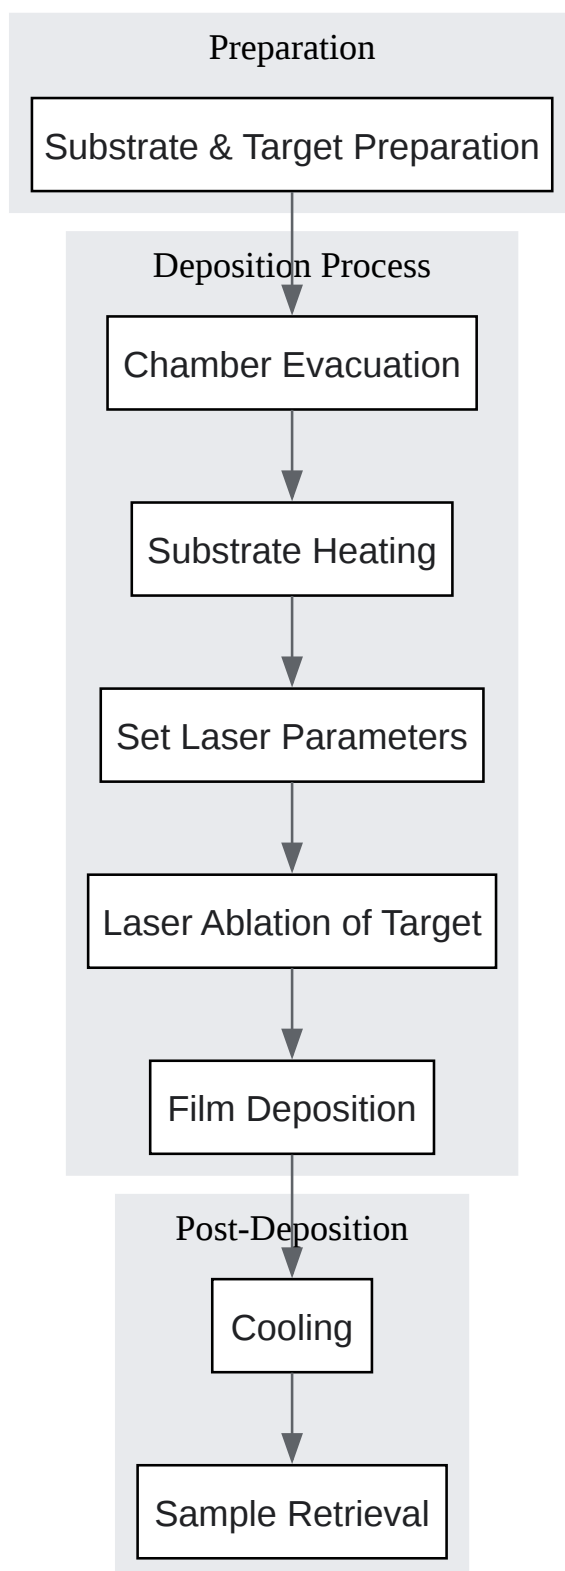 Preparation
Substrate & Target Preparation
Deposition Process
Chamber Evacuation
Substrate Heating
Set Laser Parameters
Laser Ablation of Target
Film Deposition
Post-Deposition
Cooling
Sample Retrieval